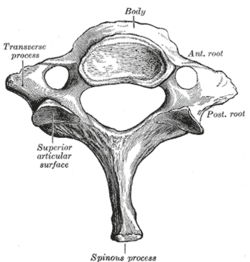 Body
Transverse
process
Ant. root
Post. root
Superior
articular
surface
Spinous process